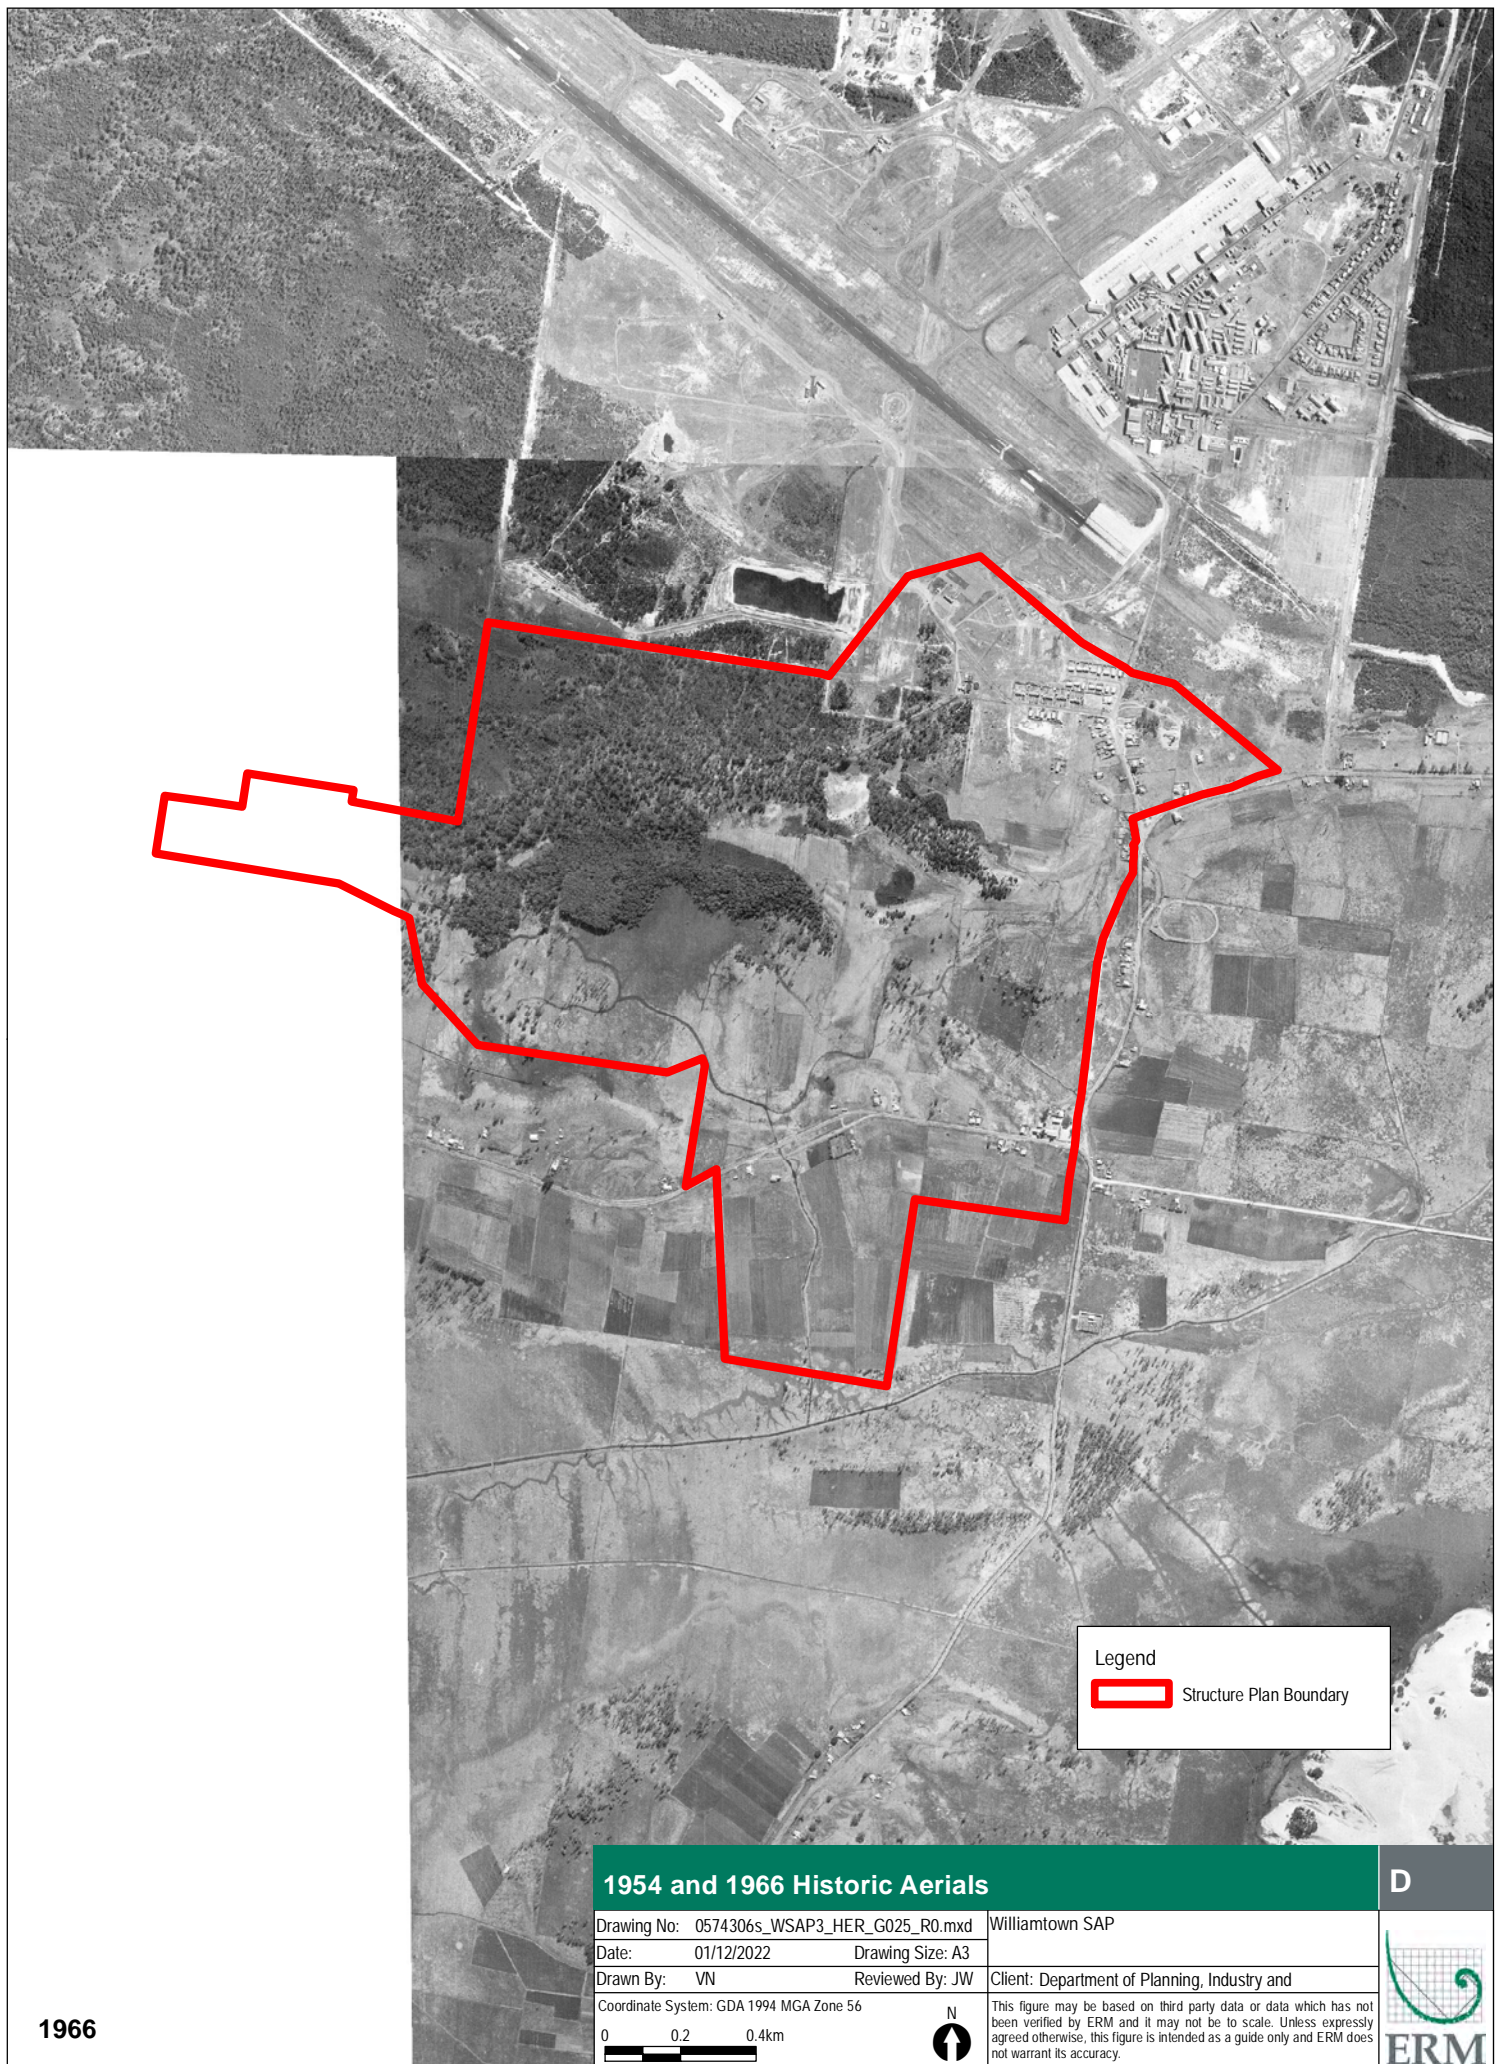 Legend
Structure Plan Boundary
1954 and 1966 Historic Aerials
D
Drawing No: 0574306s_WSAP3_HER_G025_R0.mxd
Williamtown SAP
Date: 01/12/2022 Drawing Size: A3
Drawn By: VN Reviewed By: JW
Client: Department of Planning, Industry and
Coordinate System: GDA 1994 MGA Zone 56
N
0 0.2 0.4km
This figure may be based on third party data or data which has not
been verified by ERM and it may not be to scale. Unless expressly
agreed otherwise, this figure is intended as a guide only and ERM does
not warrant its accuracy.
ERM
1966